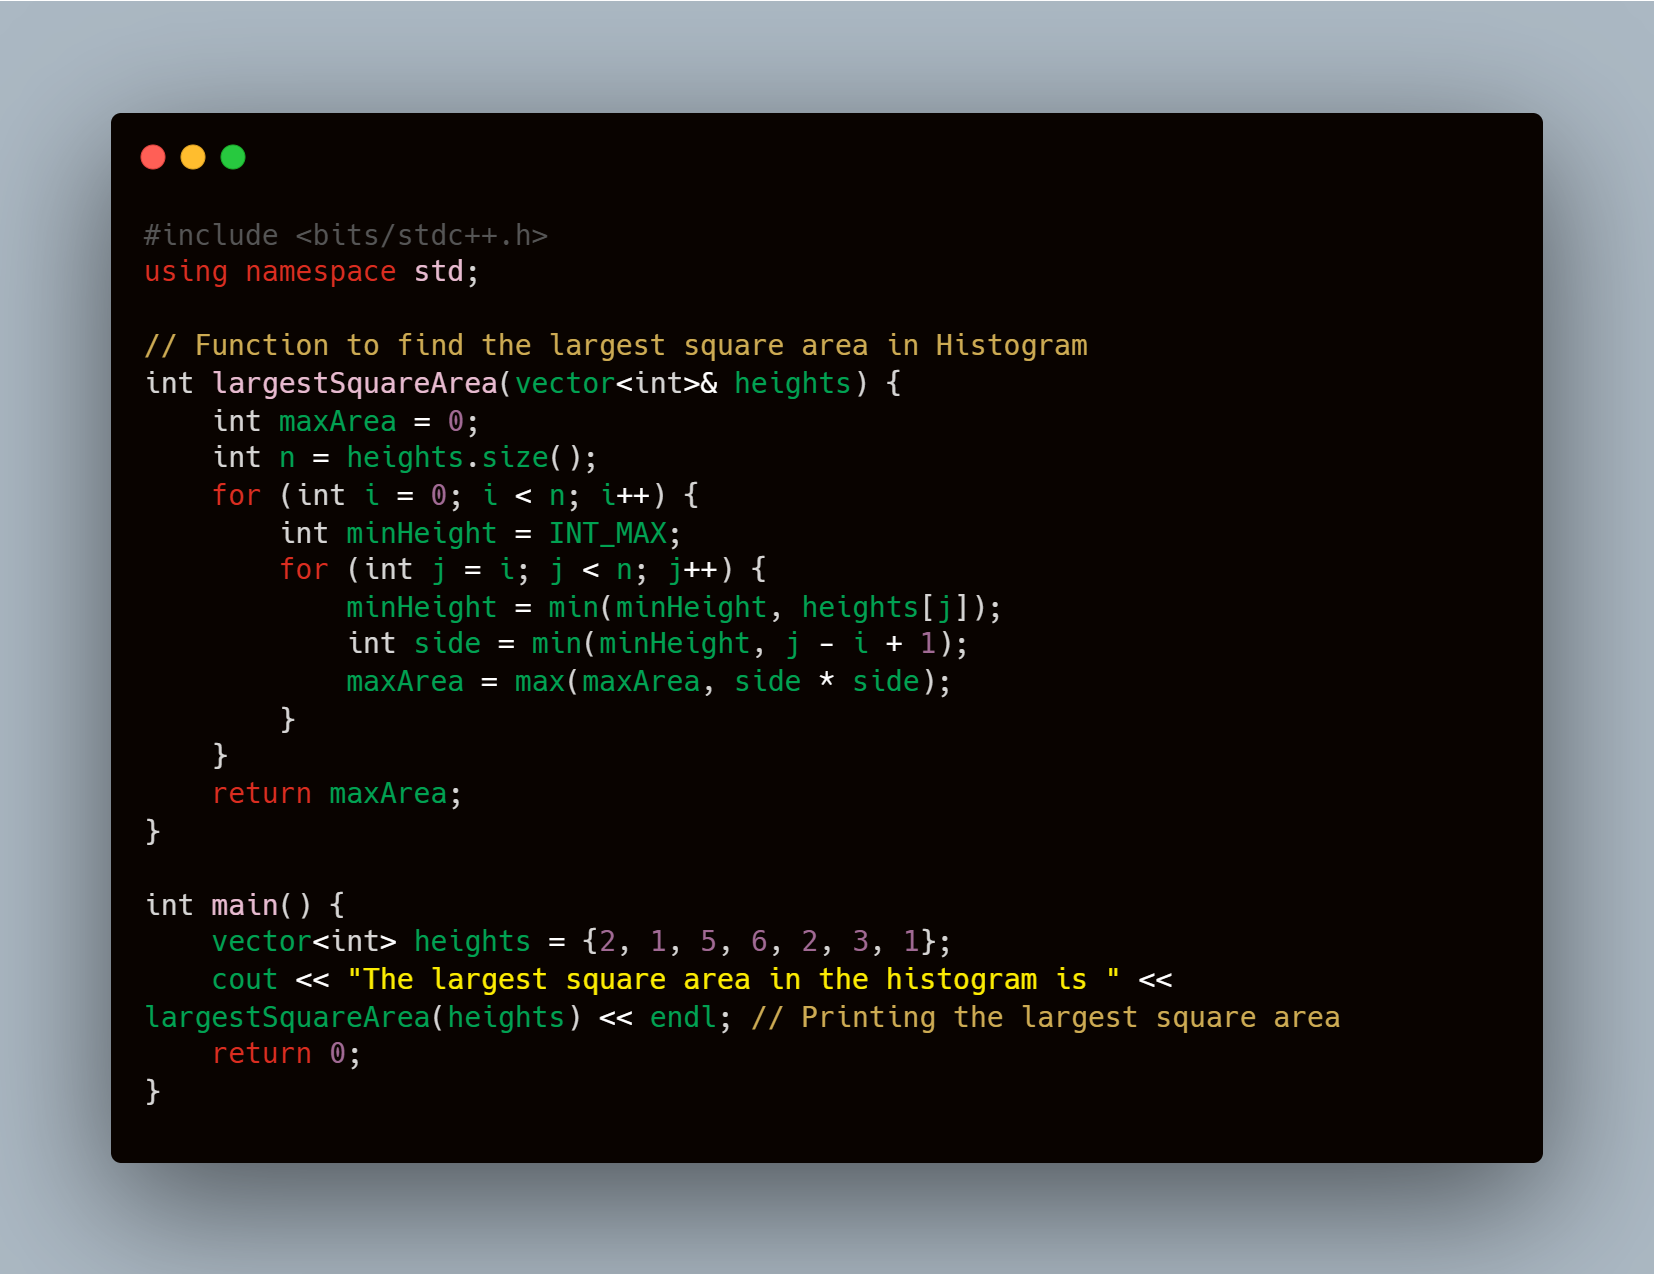 #include <bits/stdc++.h>
using namespace std;

// Function to find the largest square area in Histogram
int largestSquareArea(vector<int>& heights) {
    int maxArea = 0;
    int n = heights.size();
    for (int i = 0; i < n; i++) {
        int minHeight = INT_MAX;
        for (int j = i; j < n; j++) {
            minHeight = min(minHeight, heights[j]);
            int side = min(minHeight, j - i + 1);
            maxArea = max(maxArea, side * side);
        }
    }
    return maxArea;
}

int main() {
    vector<int> heights = {2, 1, 5, 6, 2, 3, 1};
    cout << "The largest square area in the histogram is " <<
largestSquareArea(heights) << endl; // Printing the largest square area
    return 0;
}